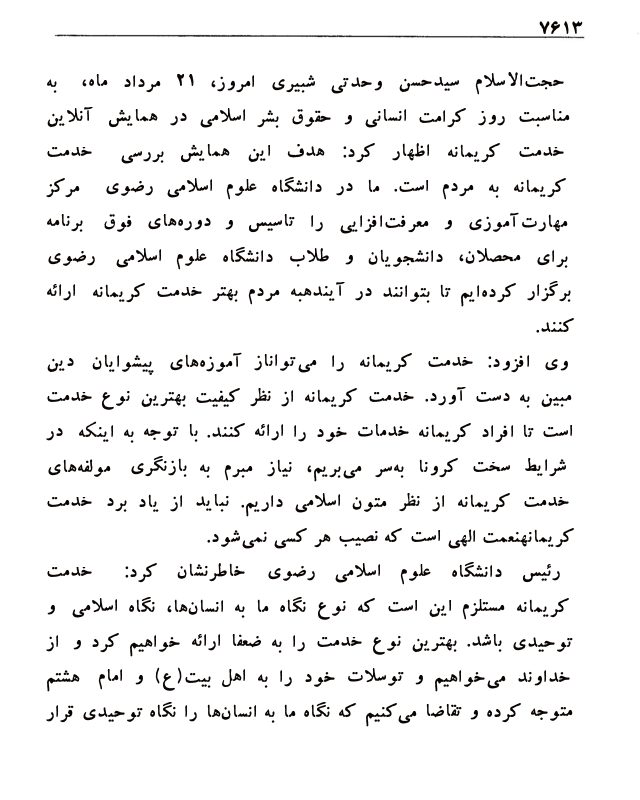 ۷۶۱۳
حجت‌الاسلام سیدحسن وحدتی شبیری امروز، ۲۱ مرداد ماه، به
مناسبت روز کرامت انسانی و حقوق بشر اسلامی در همایش آنلاین
خدمت کریمانه اظهار کرد: هدف این همایش بررسی خدمت
کریمانه به مردم است. ما در دانشگاه علوم اسلامی رضوی مرکز
مهارت‌آموزی و معرفت‌افزایی را تاسیس و دوره‌های فوق برنامه
برای محصلان، دانشجویان و طلاب دانشگاه علوم اسلامی رضوی
برگزار کرده‌ایم تا بتوانند در آیندهبه مردم بهتر خدمت کریمانه ارائه
کنند.
وی افزود: خدمت کریمانه را می‌تواناز آموزه‌های پیشوایان دین
مبین به دست آورد. خدمت کریمانه از نظر کیفیت بهترین نوع خدمت
است تا افراد کریمانه خدمات خود را ارائه کنند. با توجه به اینکه در
شرایط سخت کرونا به‌سر می‌بریم، نیاز مبرم به بازنگری مولفه‌های
خدمت کریمانه از نظر متون اسلامی داریم. نباید از یاد برد خدمت
کریمانهنعمت الهی است که نصیب هر کسی نمی‌شود.
رئیس دانشگاه علوم اسلامی رضوی خاطرنشان کرد: خدمت
کریمانه مستلزم این است که نوع نگاه ما به انسان‌ها، نگاه اسلامی و
توحیدی باشد. بهترین نوع خدمت را به ضعفا ارائه خواهیم کرد و از
خداوند می‌خواهیم و توسلات خود را به اهل بیت(ع) و امام هشتم
متوجه کرده و تقاضا می‌کنیم که نگاه ما به انسان‌ها را نگاه توحیدی قرار